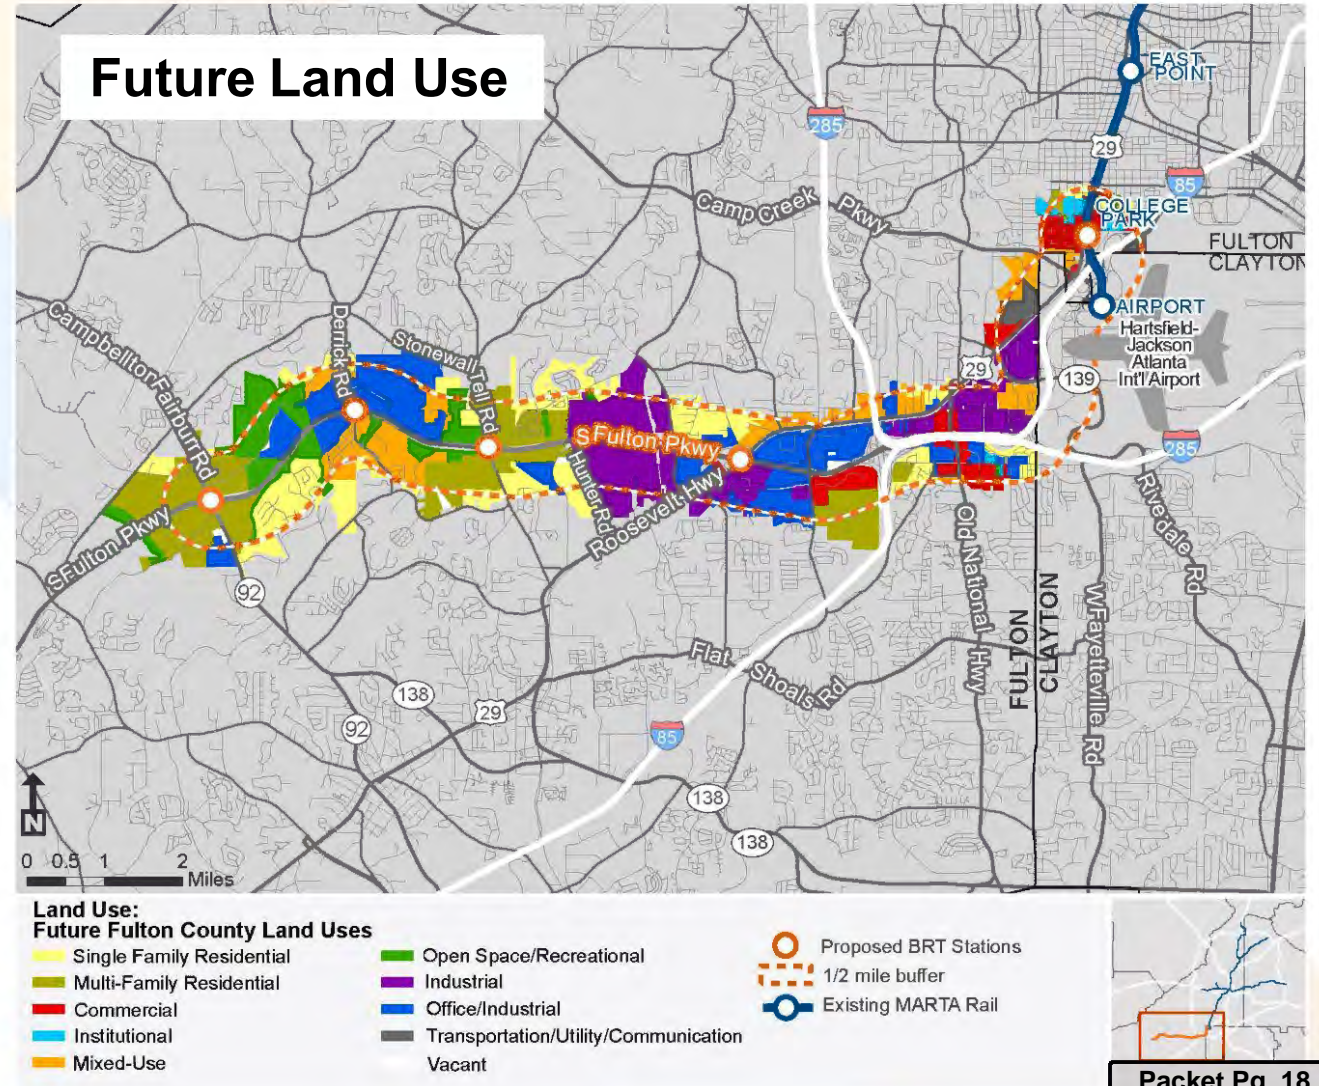 Future Land Use
EAST
POINT
285
29
85
Camp Creek Pkwy
COLLEGE
PARK
FULTON
CLAYTON
AIRPORT
Hartsfield-
Jackson
Atlanta
Int'l Airport
Campbellton Fairburn Rd
Derrick Rd
Stonewall Tell Rd
29
139
285
S Fulton Pkwy
Hunter Rd
Roosevelt Hwy
SFulton Pkwy
92
Old National Hwy
FULTON
CLAYTON
W Fayetteville Rd
Riverdale Rd
Flat Shoals Rd
138
29
92
85
138
138
N
0 0.5 1 2
Miles
Land Use:
Future Fulton County Land Uses
Single Family Residential
Multi-Family Residential
Commercial
Institutional
Mixed-Use
Open Space/Recreational
Industrial
Office/Industrial
Transportation/Utility/Communication
Vacant
Proposed BRT Stations
1/2 mile buffer
Existing MARTA Rail
Packet Pg. 18